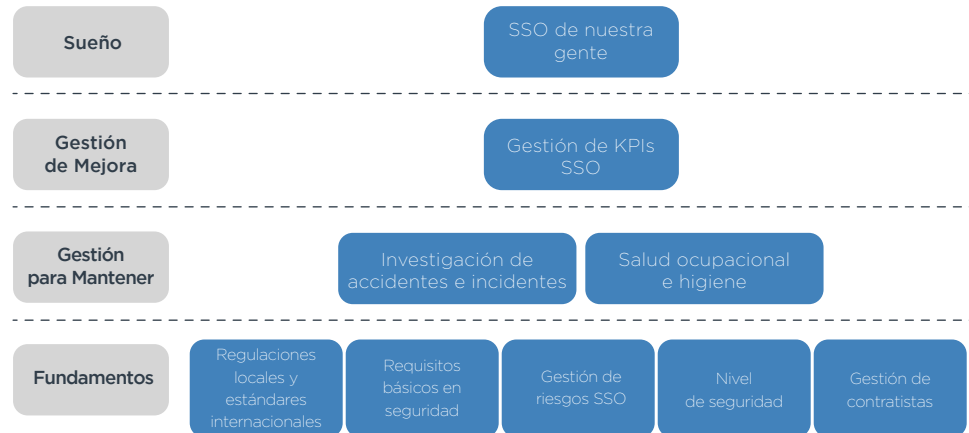 Sueño
SSO de nuestra
gente
Gestión
de Mejora
Gestión de KPIs
SSO
Gestión
para Mantener
Investigación de
accidentes e incidentes
Salud ocupacional
e higiene
Fundamentos
Regulaciones
locales y
estándares
internacionales
Requisitos
básicos en
seguridad
Gestión de
riesgos SSO
Nivel
de seguridad
Gestión de
contratistas